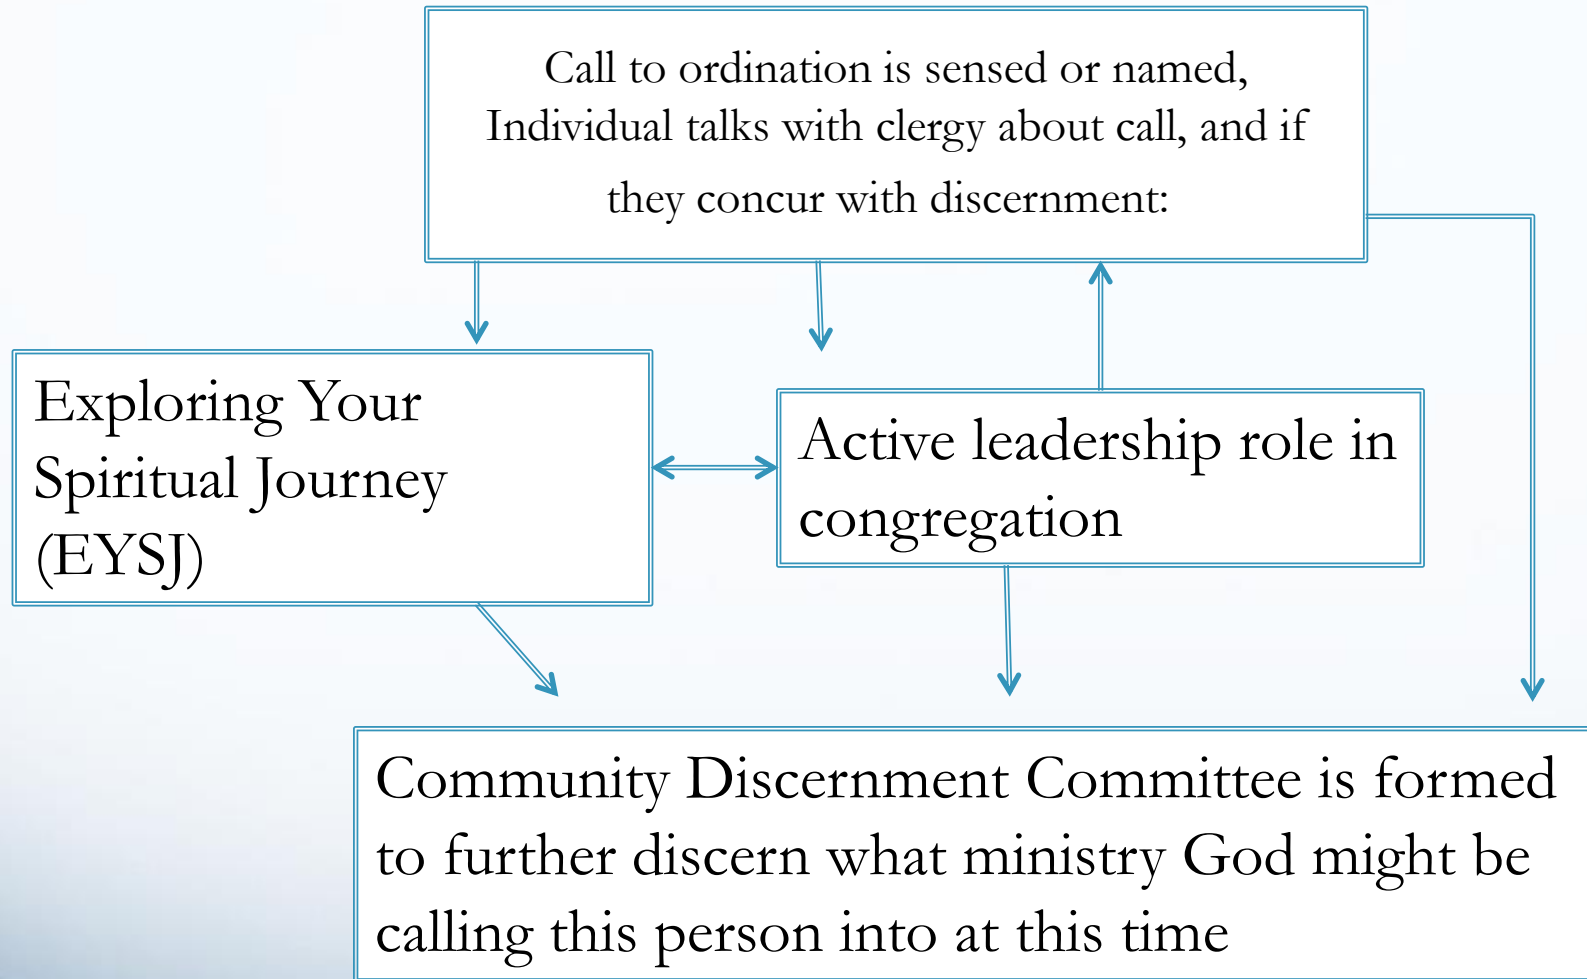 Call to ordination is sensed or named,
Individual talks with clergy about call, and if
they concur with discernment:
Exploring Your
Spiritual Journey
(EYSJ)
Active leadership role in
congregation
Community Discernment Committee is formed
to further discern what ministry God might be
calling this person into at this time